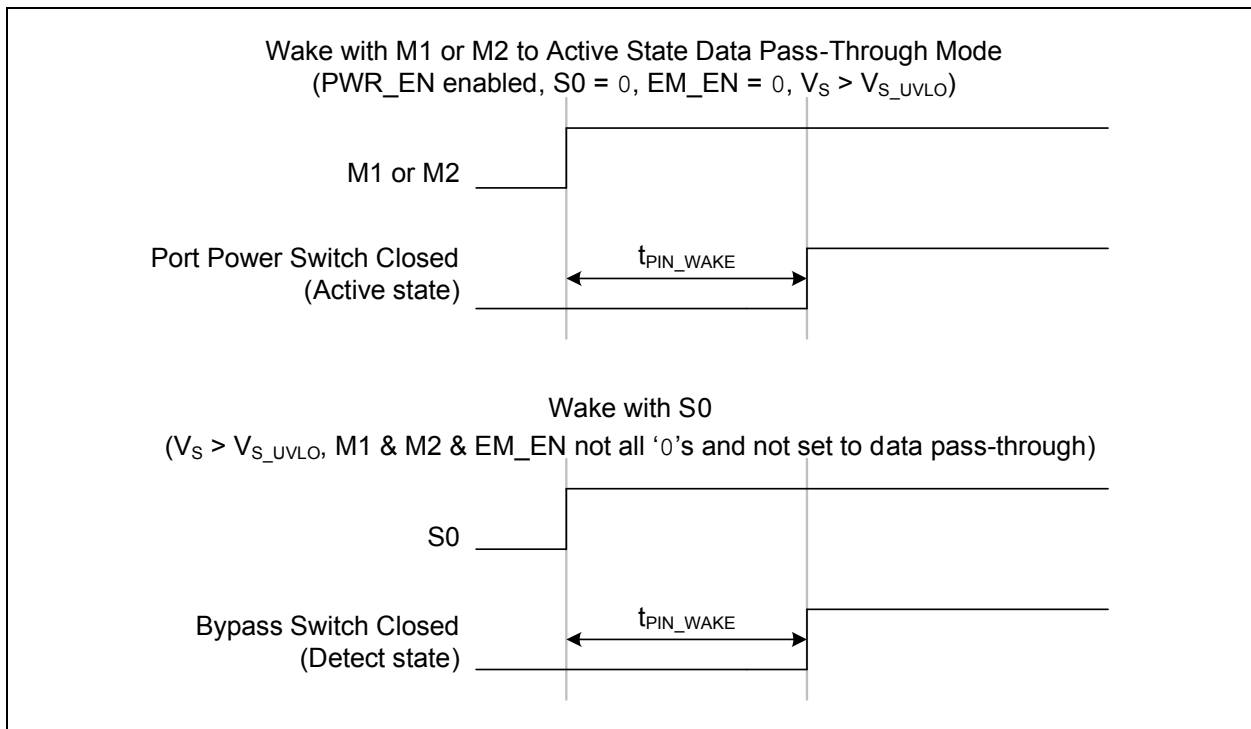 Wake with M1 or M2 to Active State Data Pass-Through Mode
(PWR_EN enabled, S0 = 0, EM_EN = 0, VS > VS_UVLO)
M1 or M2
Port Power Switch Closed
(Active state)
tPIN_WAKE
Wake with S0
(VS > VS_UVLO, M1 & M2 & EM_EN not all ‘0’s and not set to data pass-through)
S0
Bypass Switch Closed
(Detect state)
tPIN_WAKE